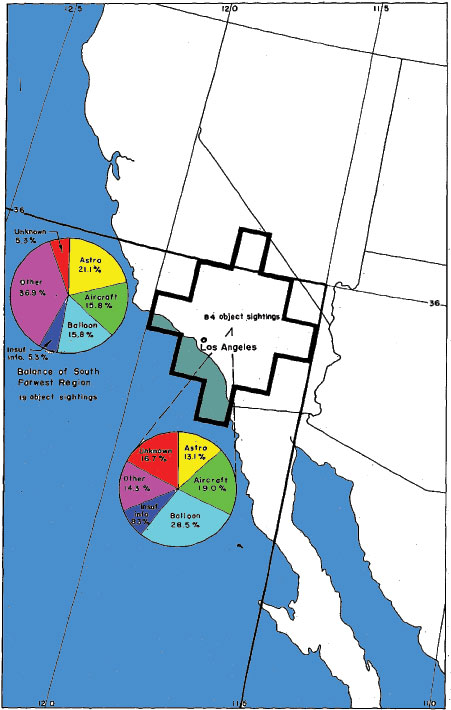 12/5
12/0
11/5
36
Unknown
5.3%
Astro
21.1%
Other
36.9%
Aircraft
15.8%
Balloon
15.8%
Insuf
info. 5.3%
Balance of South
Farwest Region
19 object sightings
84 object sightings
Los Angeles
36
Unknown
16.7%
Astro
13.1%
Other
14.3%
Aircraft
19.0%
Insuf
info.
8.3%
Balloon
28.5%
12/0
11/5
11/0